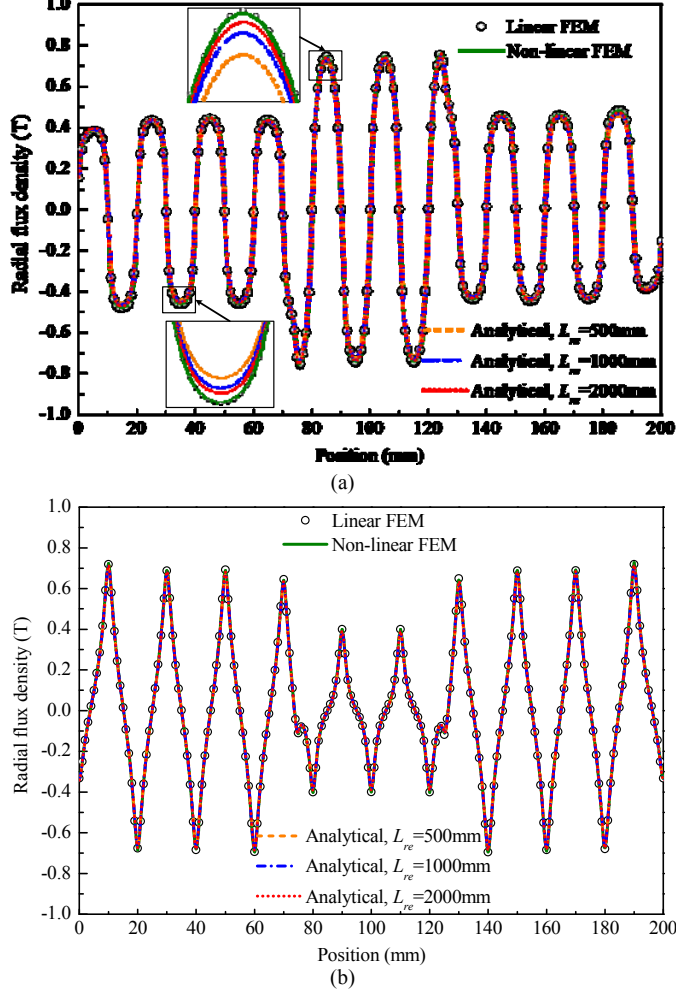 1.0
0.8
0.6
0.4
0.2
0.0
-0.2
-0.4
-0.6
-0.8
-1.0
Radial flux density (T)
Linear FEM
Non-linear FEM
Analytical, Lre=500mm
Analytical, Lre=1000mm
Analytical, Lre=2000mm
0 20 40 60 80 100 120 140 160 180 200
Position (mm)
(a)
1.0
0.8
0.6
0.4
0.2
0.0
-0.2
-0.4
-0.6
-0.8
-1.0
Radial flux density (T)
Linear FEM
Non-linear FEM
Analytical, Lre=500mm
Analytical, Lre=1000mm
Analytical, Lre=2000mm
0 20 40 60 80 100 120 140 160 180 200
Position (mm)
(b)